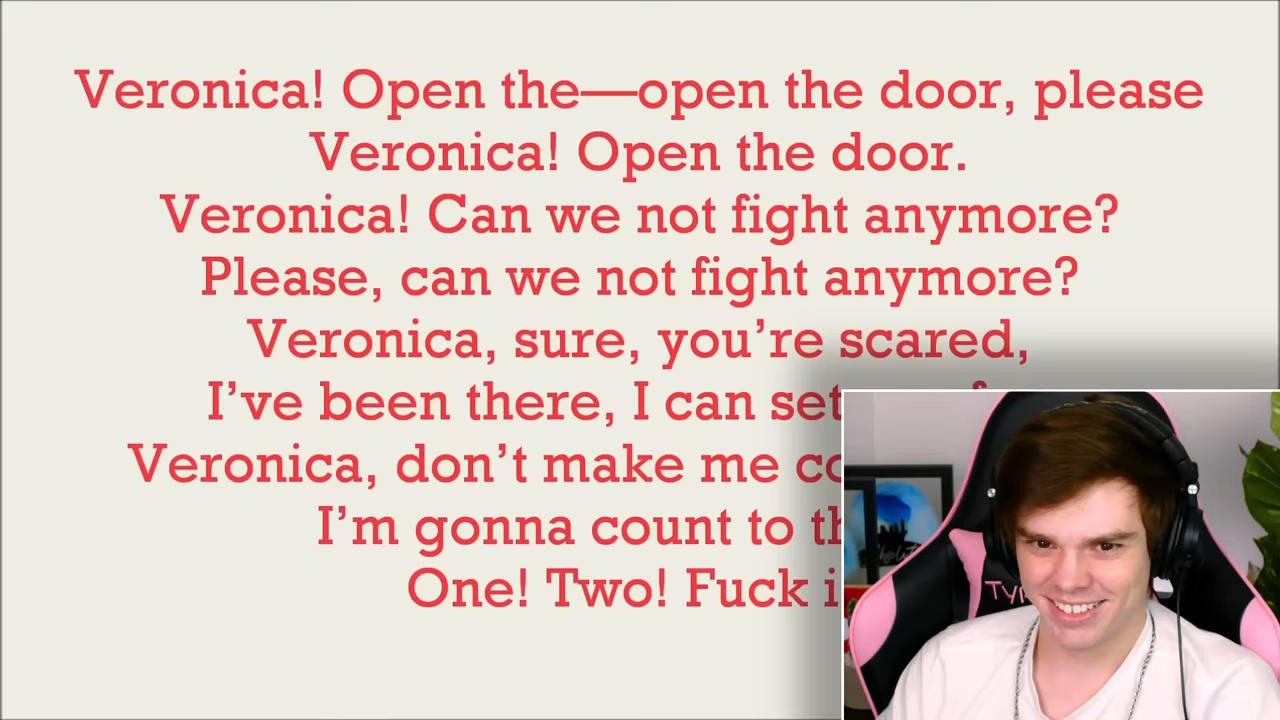 Veronica! Open the—open the door, please
Veronica! Open the door.
Veronica! Can we not fight anymore?
Please, can we not fight anymore?
Veronica, sure, you’re scared,
I’ve been there, I can set
Veronica, don’t make me
I’m gonna count to
One! Two! Fuck